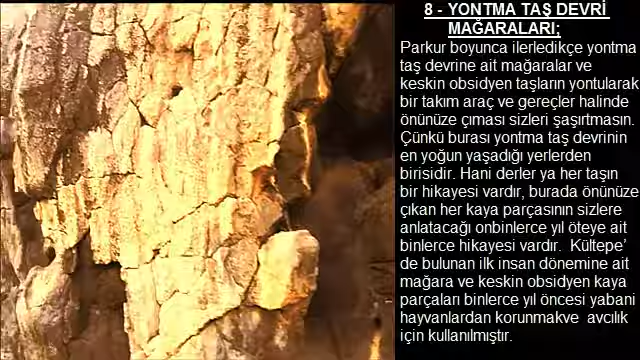 8 - YONTMA TAŞ DEVRİ
MAĞARALARI;
Parkur boyunca ilerledikçe yontma
taş devrine ait mağaralar ve
keskin obsidyen taşların yontularak
bir takım araç ve gereçler halinde
önünüze çıması sizleri şaşırtmasın.
Çünkü burası yontma taş devrinin
en yoğun yaşadığı yerlerden
birisidir. Hani derler ya her taşın
bir hikayesi vardır, burada önünüze
çıkan her kaya parçasının sizlere
anlatacağı onbinlerce yıl öteye ait
binlerce hikayesi vardır. Kültepe’
de bulunan ilk insan dönemine ait
mağara ve keskin obsidyen kaya
parçaları binlerce yıl öncesi yabani
hayvanlardan korunmakve avcılık
için kullanılmıştır.